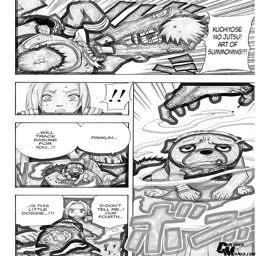 KUCHIYOSE
NO JUTSU!
ART OF
SUMMONING!!!
...!!
PAKKUN...
...WILL
TRACK
SASUKE
FOR
YOU...!!
D-DON'T
TELL ME...!
OUR
FOURTH...
...IS THIS
LITTLE
DOGGIE...!?